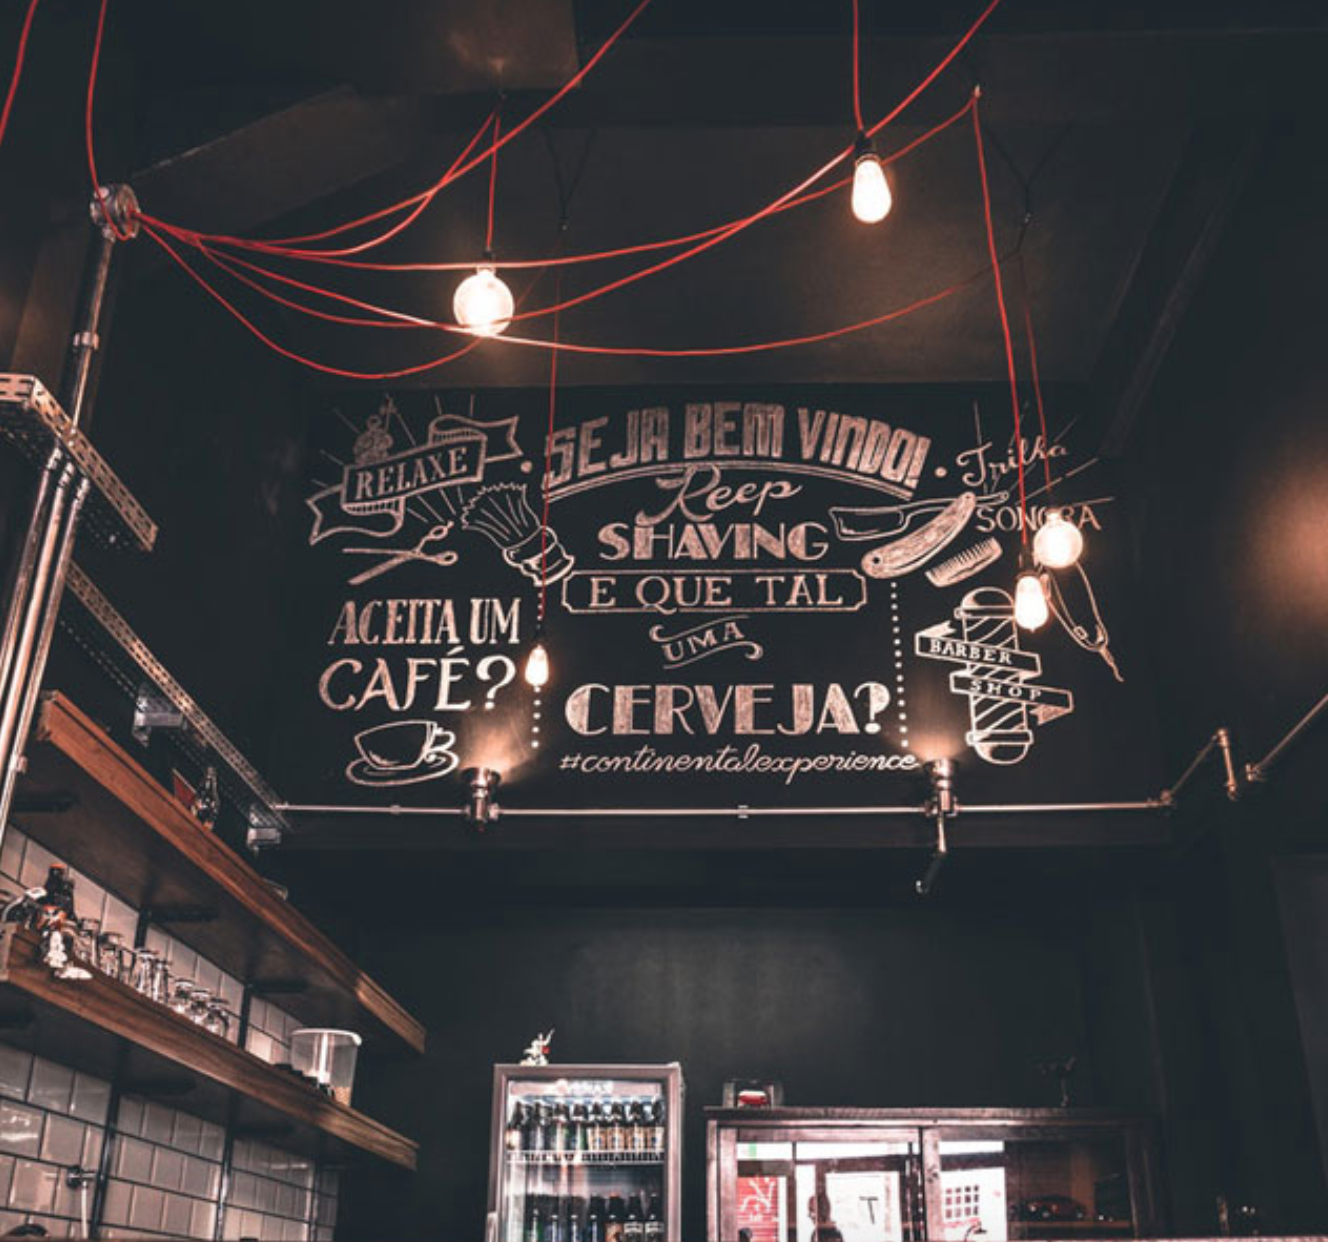 RELAXE
SEJA BEM VINDO!
Keep
SHAVING
E QUE TAL
UMA
CERVEJA?
#continentalexperience
ACEITA UM
CAFÉ?
Trilha
SONORA
BARBER
SHOP
T